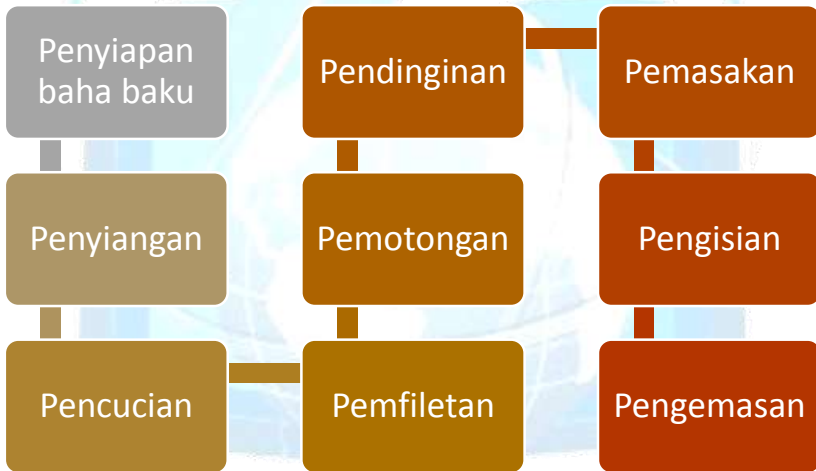 Penyiapan
baha baku
Penyiangan
Pencucian
Pemfiletan
Pemotongan
Pendinginan
Pemasakan
Pengisian
Pengemasan